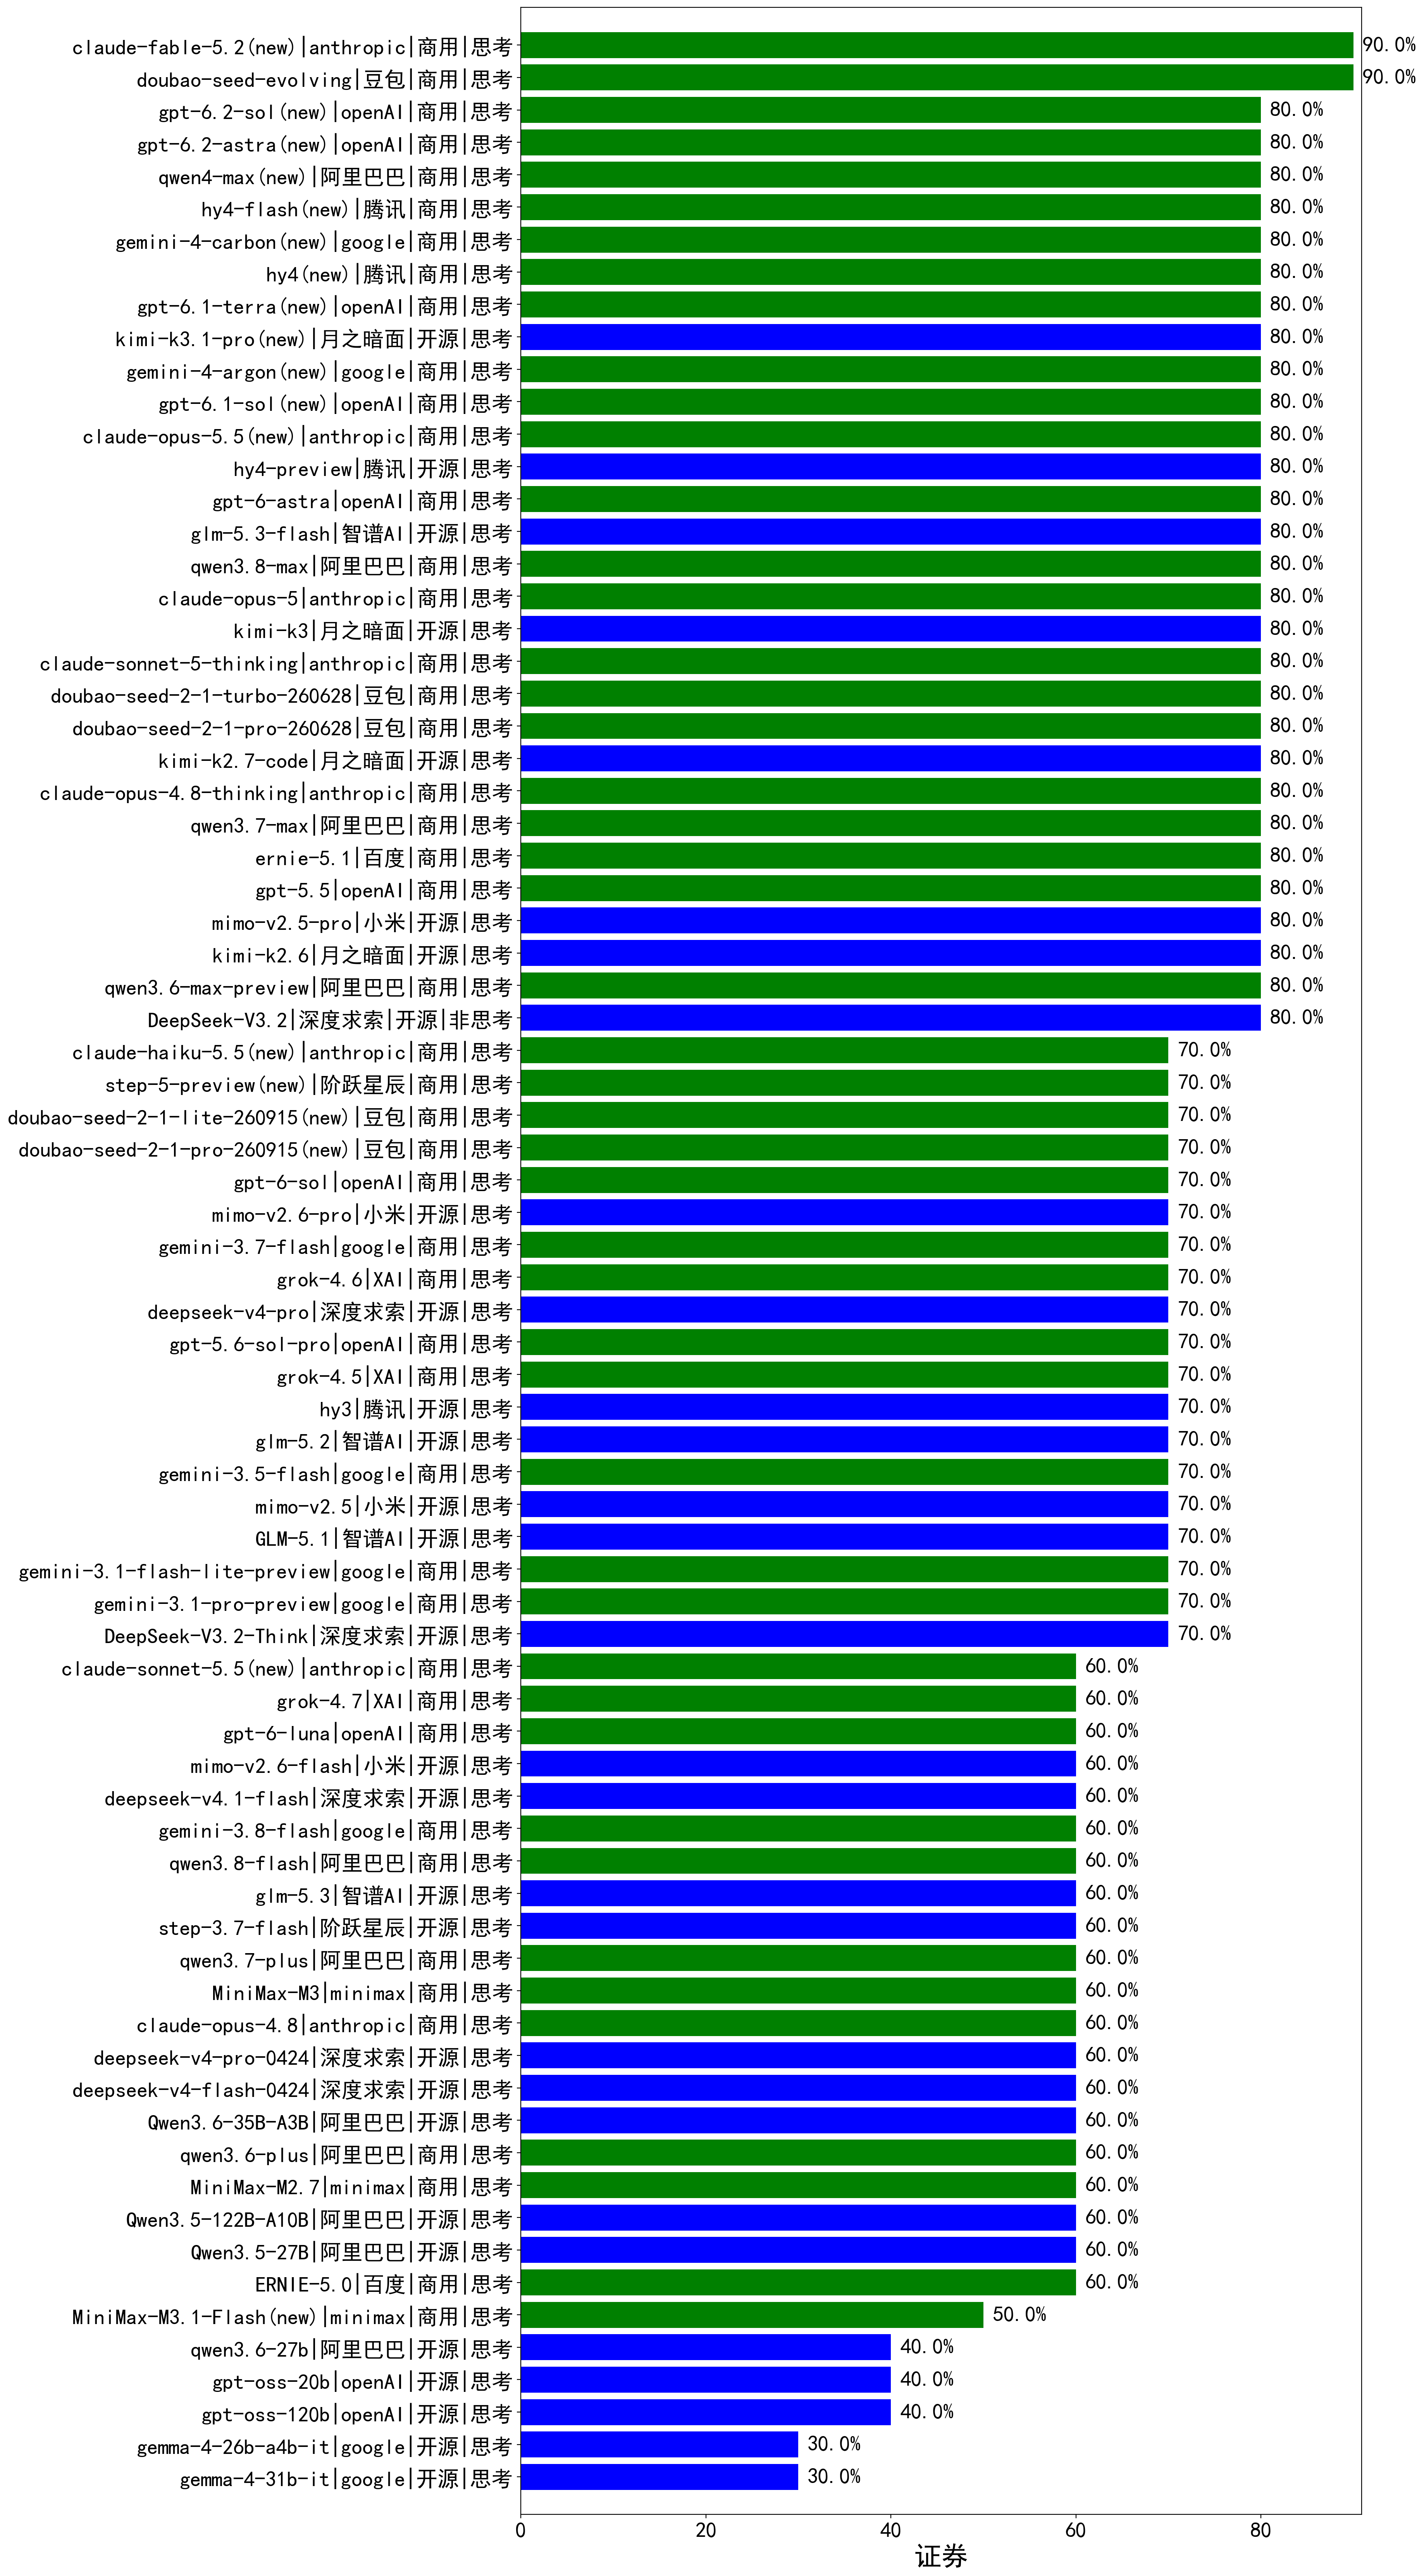 claude-fable-5.2(new)|anthropic|商用|思考 90.0%
doubao-seed-evolving|豆包|商用|思考 90.0%
gpt-6.2-sol(new)|openAI|商用|思考 80.0%
gpt-6.2-astra(new)|openAI|商用|思考 80.0%
qwen4-max(new)|阿里巴巴|商用|思考 80.0%
hy4-flash(new)|腾讯|商用|思考 80.0%
gemini-4-carbon(new)|google|商用|思考 80.0%
hy4(new)|腾讯|商用|思考 80.0%
gpt-6.1-terra(new)|openAI|商用|思考 80.0%
kimi-k3.1-pro(new)|月之暗面|开源|思考 80.0%
gemini-4-argon(new)|google|商用|思考 80.0%
gpt-6.1-sol(new)|openAI|商用|思考 80.0%
claude-opus-5.5(new)|anthropic|商用|思考 80.0%
hy4-preview|腾讯|开源|思考 80.0%
gpt-6-astra|openAI|商用|思考 80.0%
glm-5.3-flash|智谱AI|开源|思考 80.0%
qwen3.8-max|阿里巴巴|商用|思考 80.0%
claude-opus-5|anthropic|商用|思考 80.0%
kimi-k3|月之暗面|开源|思考 80.0%
claude-sonnet-5-thinking|anthropic|商用|思考 80.0%
doubao-seed-2-1-turbo-260628|豆包|商用|思考 80.0%
doubao-seed-2-1-pro-260628|豆包|商用|思考 80.0%
kimi-k2.7-code|月之暗面|开源|思考 80.0%
claude-opus-4.8-thinking|anthropic|商用|思考 80.0%
qwen3.7-max|阿里巴巴|商用|思考 80.0%
ernie-5.1|百度|商用|思考 80.0%
gpt-5.5|openAI|商用|思考 80.0%
mimo-v2.5-pro|小米|开源|思考 80.0%
kimi-k2.6|月之暗面|开源|思考 80.0%
qwen3.6-max-preview|阿里巴巴|商用|思考 80.0%
DeepSeek-V3.2|深度求索|开源|非思考 80.0%
claude-haiku-5.5(new)|anthropic|商用|思考 70.0%
step-5-preview(new)|阶跃星辰|商用|思考 70.0%
doubao-seed-2-1-lite-260915(new)|豆包|商用|思考 70.0%
doubao-seed-2-1-pro-260915(new)|豆包|商用|思考 70.0%
gpt-6-sol|openAI|商用|思考 70.0%
mimo-v2.6-pro|小米|开源|思考 70.0%
gemini-3.7-flash|google|商用|思考 70.0%
grok-4.6|XAI|商用|思考 70.0%
deepseek-v4-pro|深度求索|开源|思考 70.0%
gpt-5.6-sol-pro|openAI|商用|思考 70.0%
grok-4.5|XAI|商用|思考 70.0%
hy3|腾讯|开源|思考 70.0%
glm-5.2|智谱AI|开源|思考 70.0%
gemini-3.5-flash|google|商用|思考 70.0%
mimo-v2.5|小米|开源|思考 70.0%
GLM-5.1|智谱AI|开源|思考 70.0%
gemini-3.1-flash-lite-preview|google|商用|思考 70.0%
gemini-3.1-pro-preview|google|商用|思考 70.0%
DeepSeek-V3.2-Think|深度求索|开源|思考 70.0%
claude-sonnet-5.5(new)|anthropic|商用|思考 60.0%
grok-4.7|XAI|商用|思考 60.0%
gpt-6-luna|openAI|商用|思考 60.0%
mimo-v2.6-flash|小米|开源|思考 60.0%
deepseek-v4.1-flash|深度求索|开源|思考 60.0%
gemini-3.8-flash|google|商用|思考 60.0%
qwen3.8-flash|阿里巴巴|商用|思考 60.0%
glm-5.3|智谱AI|开源|思考 60.0%
step-3.7-flash|阶跃星辰|开源|思考 60.0%
qwen3.7-plus|阿里巴巴|商用|思考 60.0%
MiniMax-M3|minimax|商用|思考 60.0%
claude-opus-4.8|anthropic|商用|思考 60.0%
deepseek-v4-pro-0424|深度求索|开源|思考 60.0%
deepseek-v4-flash-0424|深度求索|开源|思考 60.0%
Qwen3.6-35B-A3B|阿里巴巴|开源|思考 60.0%
qwen3.6-plus|阿里巴巴|商用|思考 60.0%
MiniMax-M2.7|minimax|商用|思考 60.0%
Qwen3.5-122B-A10B|阿里巴巴|开源|思考 60.0%
Qwen3.5-27B|阿里巴巴|开源|思考 60.0%
ERNIE-5.0|百度|商用|思考 60.0%
MiniMax-M3.1-Flash(new)|minimax|商用|思考 50.0%
qwen3.6-27b|阿里巴巴|开源|思考 40.0%
gpt-oss-20b|openAI|开源|思考 40.0%
gpt-oss-120b|openAI|开源|思考 40.0%
gemma-4-26b-a4b-it|google|开源|思考 30.0%
gemma-4-31b-it|google|开源|思考 30.0%
0 20 40 60 80
证券